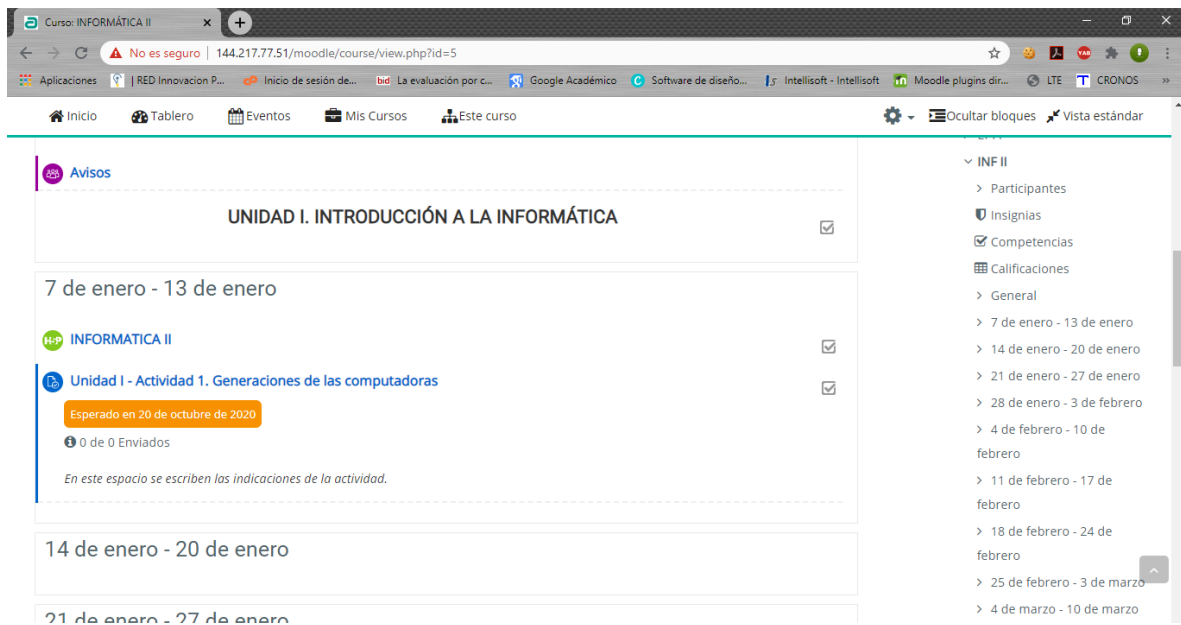 Curso: INFORMÁTICA II
No es seguro | 144.217.77.51/moodle/course/view.php?id=5
Aplicaciones | RED Innovacion P... Inicio de sesión de... bid La evaluación por c... Google Académico Software de diseño... Intellisoft - Intellisoft Moodle plugins dir... LTE CRONOS »
Inicio Tablero Eventos Mis Cursos Este curso Ocultar bloques Vista estándar
Avisos
UNIDAD I. INTRODUCCIÓN A LA INFORMÁTICA
7 de enero - 13 de enero
H-P INFORMATICA II
Unidad I - Actividad 1. Generaciones de las computadoras
Esperado en 20 de octubre de 2020
0 de 0 Enviados
En este espacio se escriben las indicaciones de la actividad.
14 de enero - 20 de enero
21 de enero - 27 de enero
INF II
Participantes
Insignias
Competencias
Calificaciones
General
7 de enero - 13 de enero
14 de enero - 20 de enero
21 de enero - 27 de enero
28 de enero - 3 de febrero
4 de febrero - 10 de
febrero
11 de febrero - 17 de
febrero
18 de febrero - 24 de
febrero
25 de febrero - 3 de marzo
4 de marzo - 10 de marzo